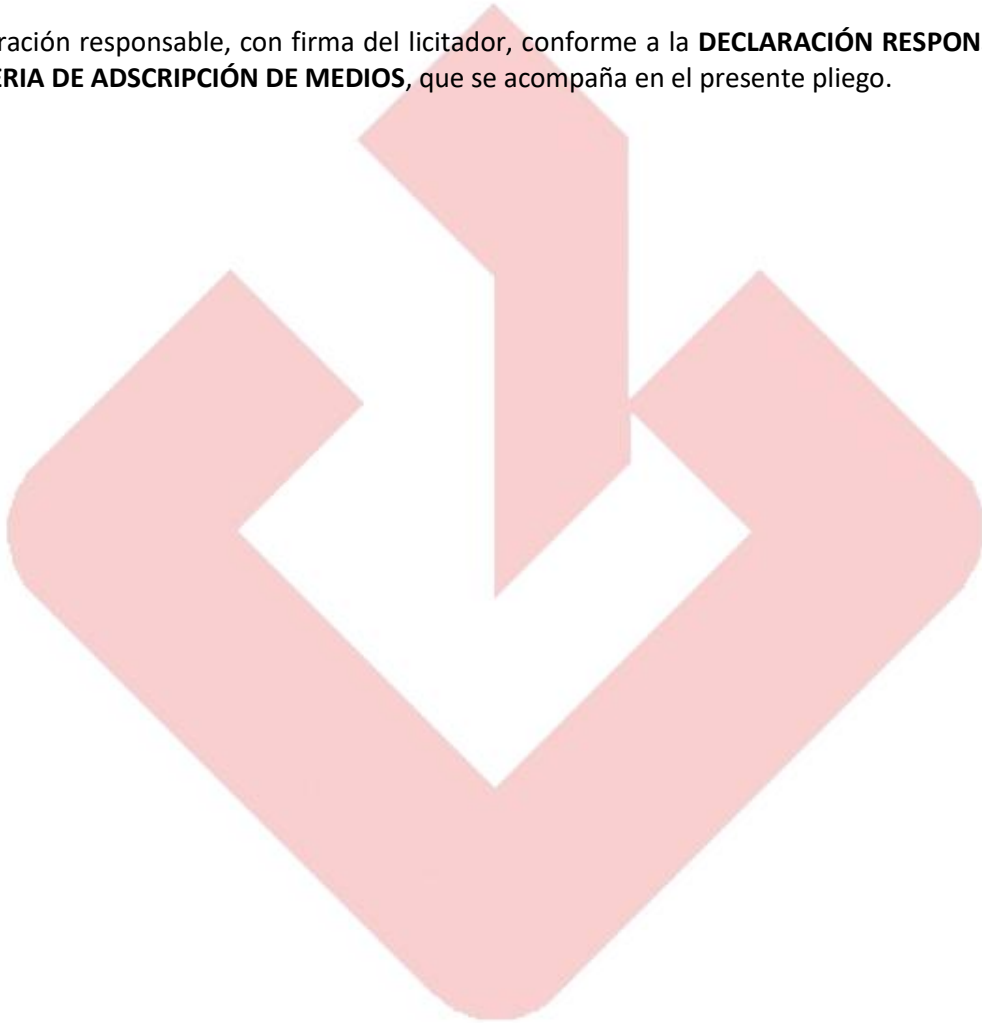 ración responsable, con firma del licitador, conforme a la DECLARACIÓN RESPON
ERIA DE ADSCRIPCIÓN DE MEDIOS, que se acompaña en el presente pliego.